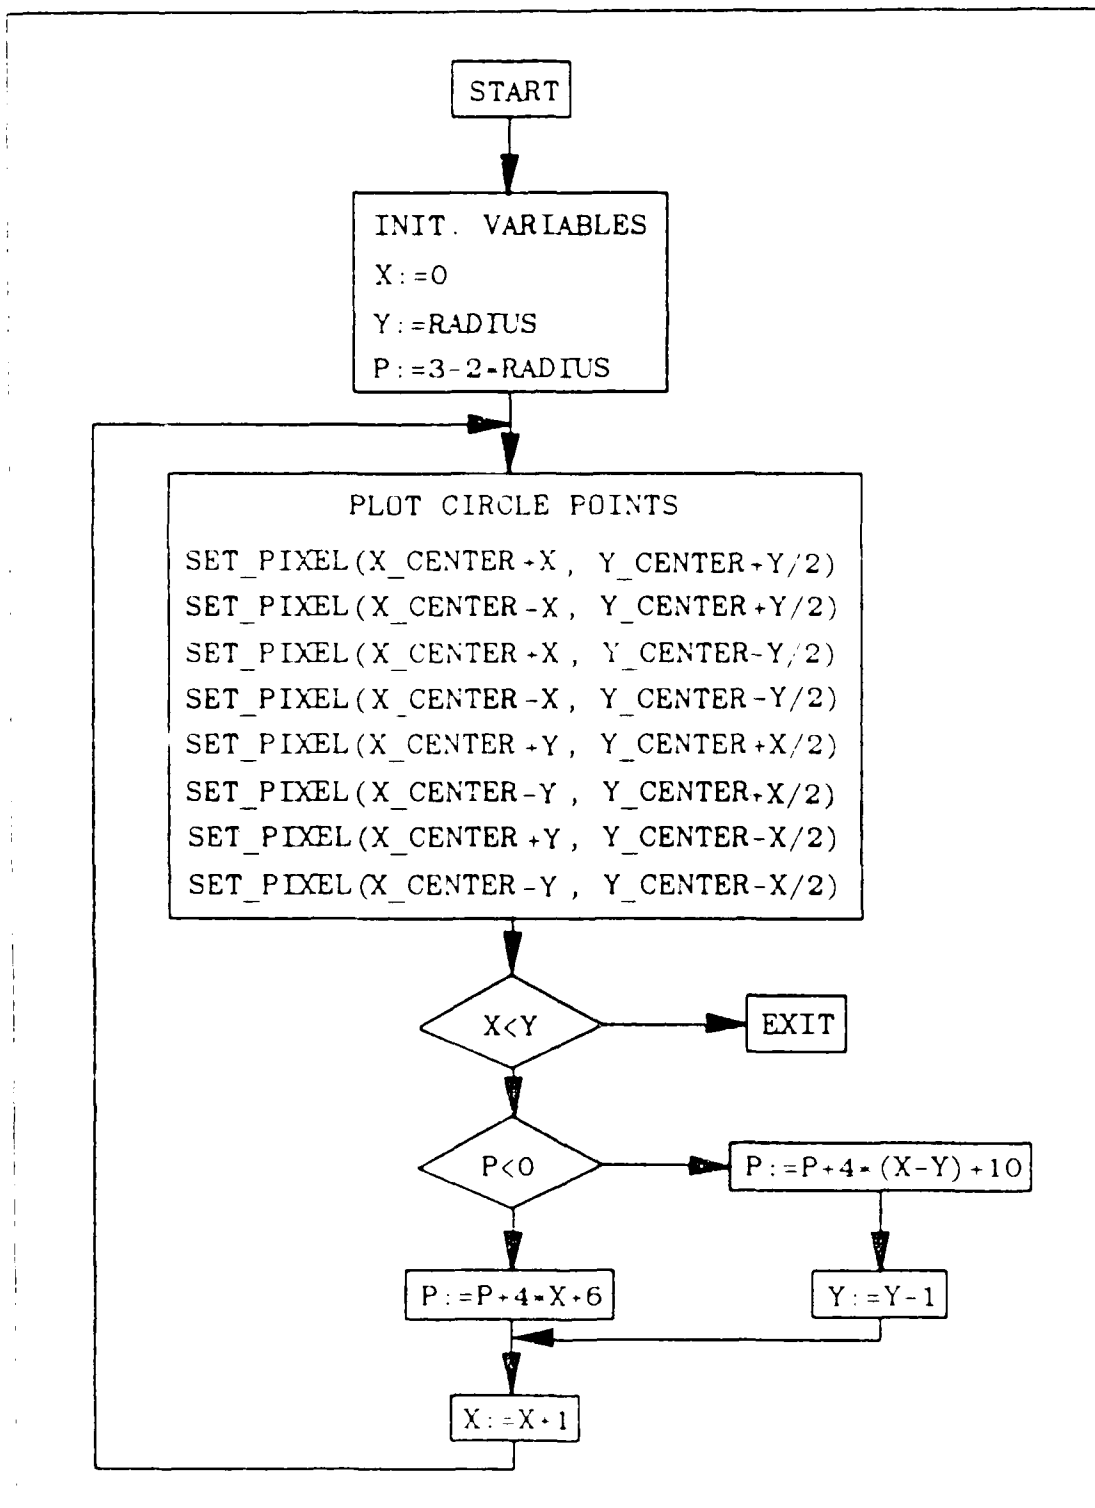 START
INIT. VARIABLES
X:=0
Y:=RADIUS
P:=3-2*RADIUS
PLOT CIRCLE POINTS
SET_PIXEL(X_CENTER+X, Y_CENTER+Y/2)
SET_PIXEL(X_CENTER-X, Y_CENTER+Y/2)
SET_PIXEL(X_CENTER+X, Y_CENTER-Y/2)
SET_PIXEL(X_CENTER-X, Y_CENTER-Y/2)
SET_PIXEL(X_CENTER+Y, Y_CENTER+X/2)
SET_PIXEL(X_CENTER-Y, Y_CENTER+X/2)
SET_PIXEL(X_CENTER+Y, Y_CENTER-X/2)
SET_PIXEL(X_CENTER-Y, Y_CENTER-X/2)
X<Y
EXIT
P<0
P:=P+4*(X-Y)+10
P:=P+4*X+6
Y:=Y-1
X:=X+1